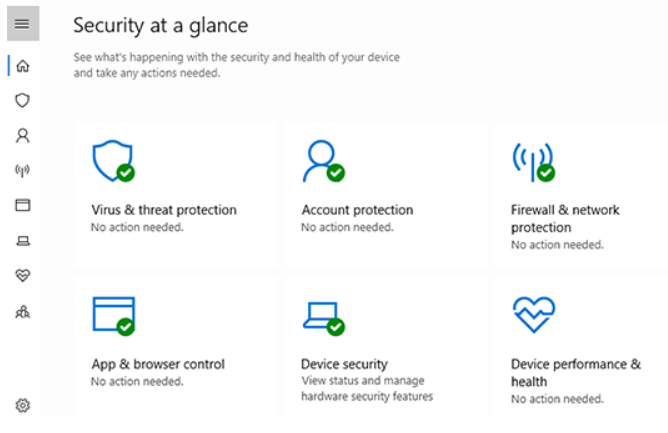 Security at a glance
See what's happening with the security and health of your device
and take any actions needed.
Virus & threat protection
No action needed.
Account protection
No action needed.
Firewall & network
protection
No action needed.
App & browser control
No action needed.
Device security
View status and manage
hardware security features
Device performance &
health
No action needed.